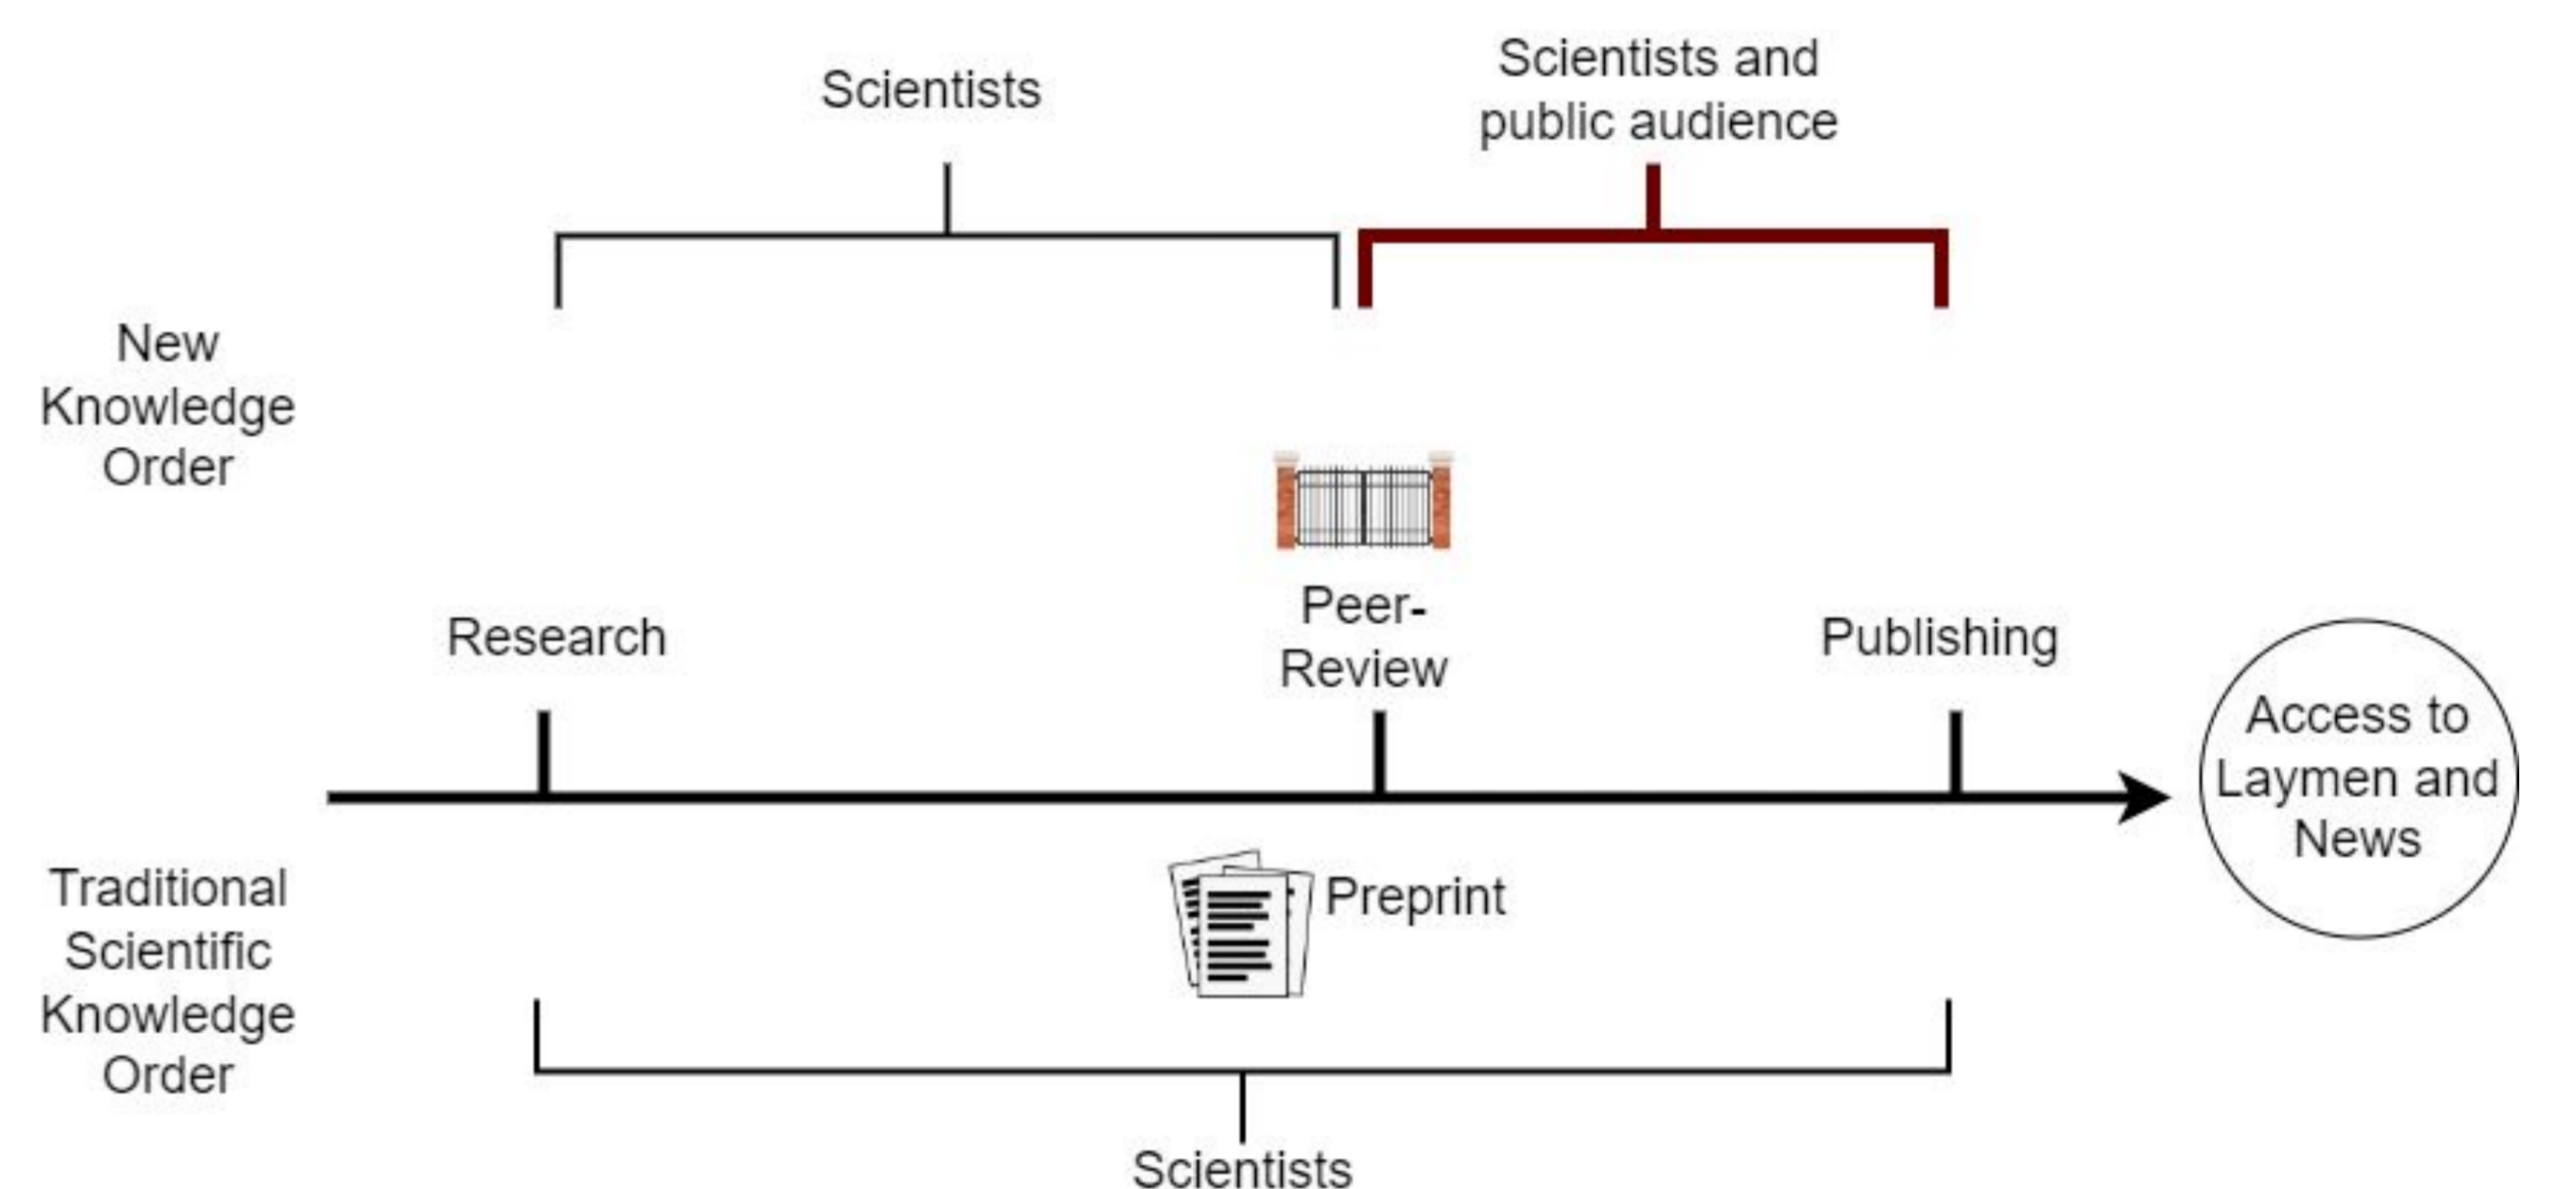 Scientists
Scientists and
public audience
New
Knowledge
Order
Peer-
Review
Research
Publishing
Access to
Laymen and
News
Traditional
Scientific
Knowledge
Order
Preprint
Scientists